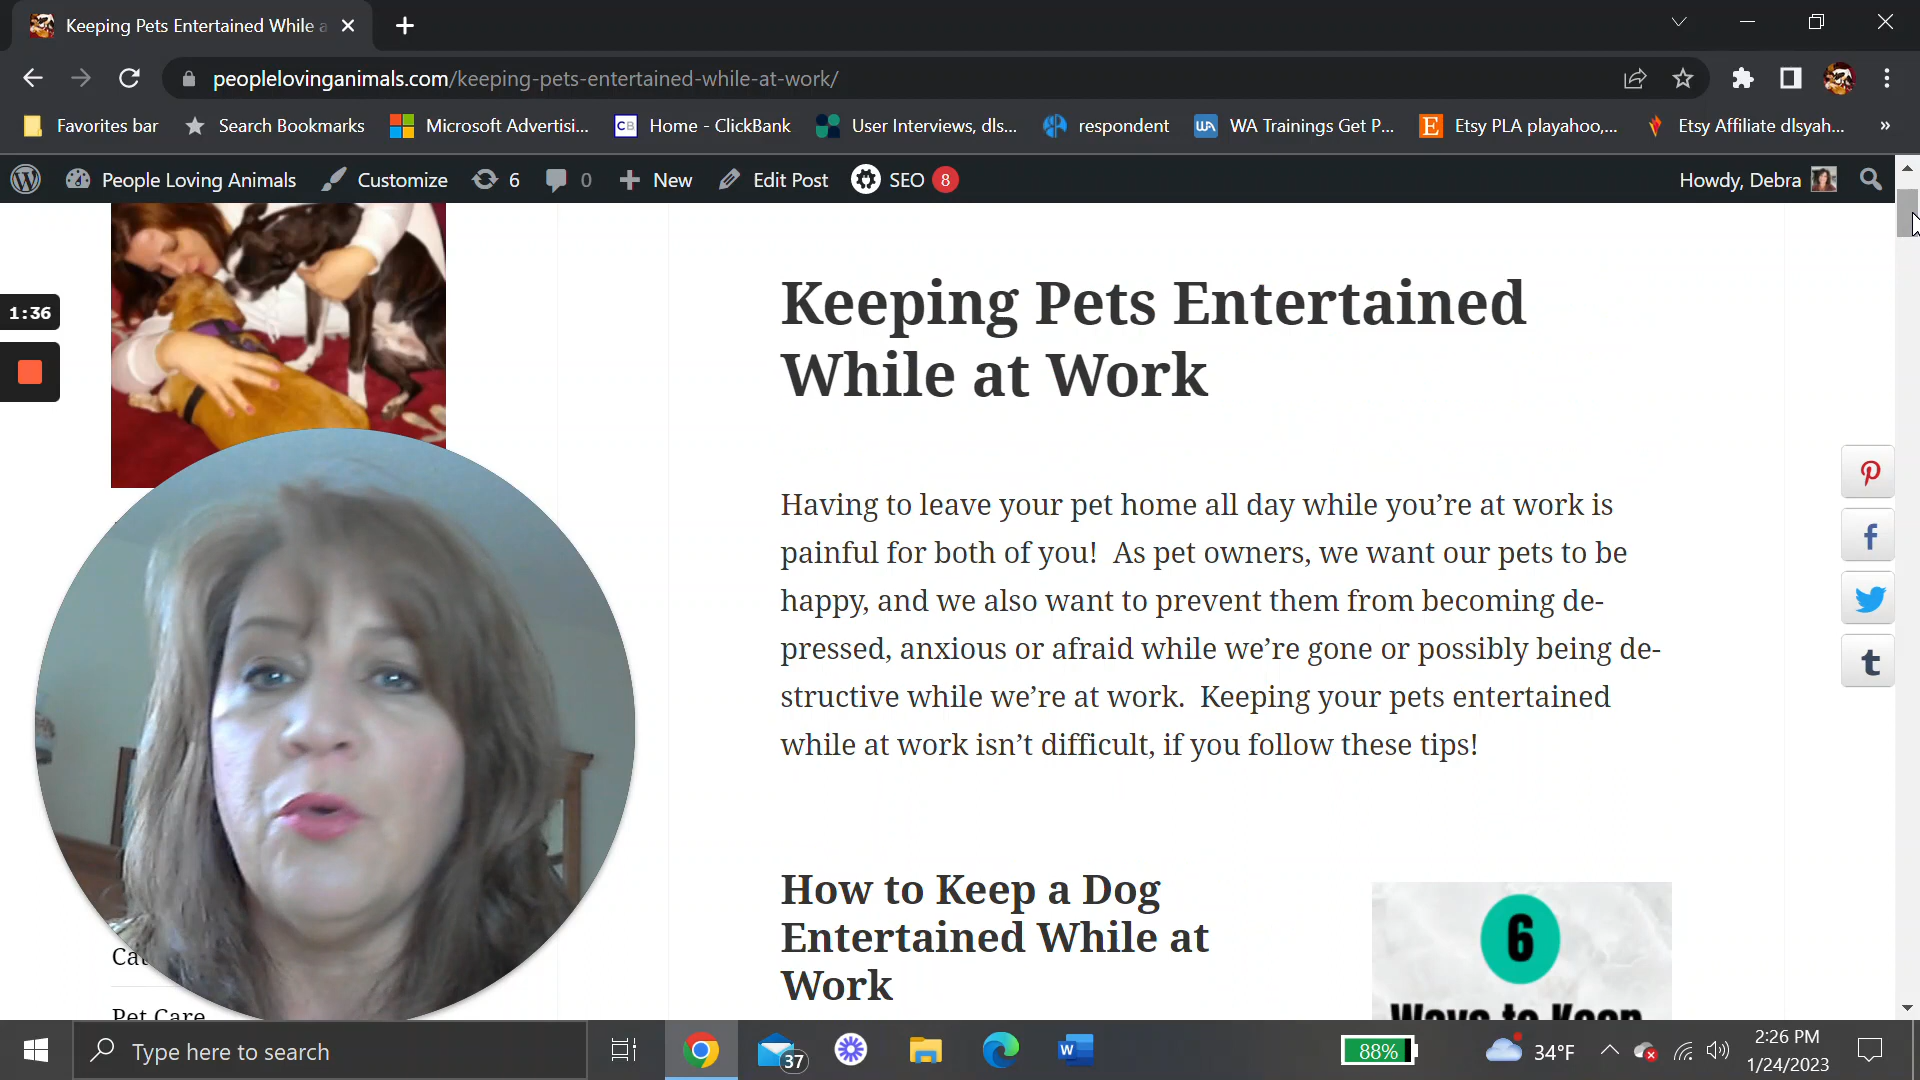 Keeping Pets Entertained While a
peoplelovinganimals.com/keeping-pets-entertained-while-at-work/
Favorites bar
Search Bookmarks
Microsoft Advertisi...
CB
Home - ClickBank
User Interviews, dls...
respondent
WA
WA Trainings Get P...
E
Etsy PLA playahoo,...
Etsy Affiliate dlsyah...
»
People Loving Animals
Customize
6
0
New
Edit Post
SEO
8
Howdy, Debra
1:36
Keeping Pets Entertained
While at Work
Having to leave your pet home all day while you’re at work is
painful for both of you! As pet owners, we want our pets to be
happy, and we also want to prevent them from becoming de-
pressed, anxious or afraid while we’re gone or possibly being de-
structive while we’re at work. Keeping your pets entertained
while at work isn’t difficult, if you follow these tips!
How to Keep a Dog
Entertained While at
Work
6
Ways to Keep
Pet Care
Type here to search
37
W
88%
34°F
2:26 PM
1/24/2023